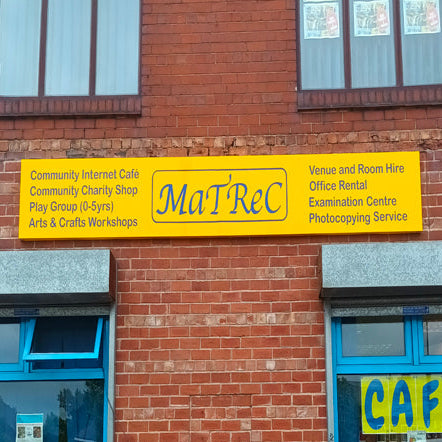 Community Internet Café
Community Charity Shop
Play Group (0-5yrs)
Arts & Crafts Workshops
MaTReC
Venue and Room Hire
Office Rental
Examination Centre
Photocopying Service
CAF